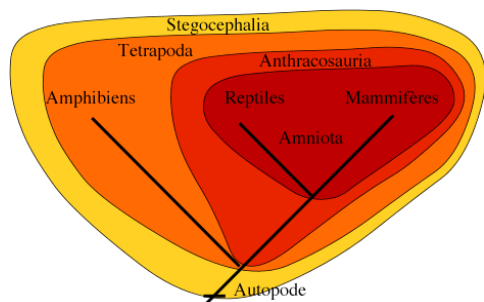 Stegocephalia
Tetrapoda
Anthracosauria
Amphibiens
Reptiles
Mammifères
Amniota
Autopode